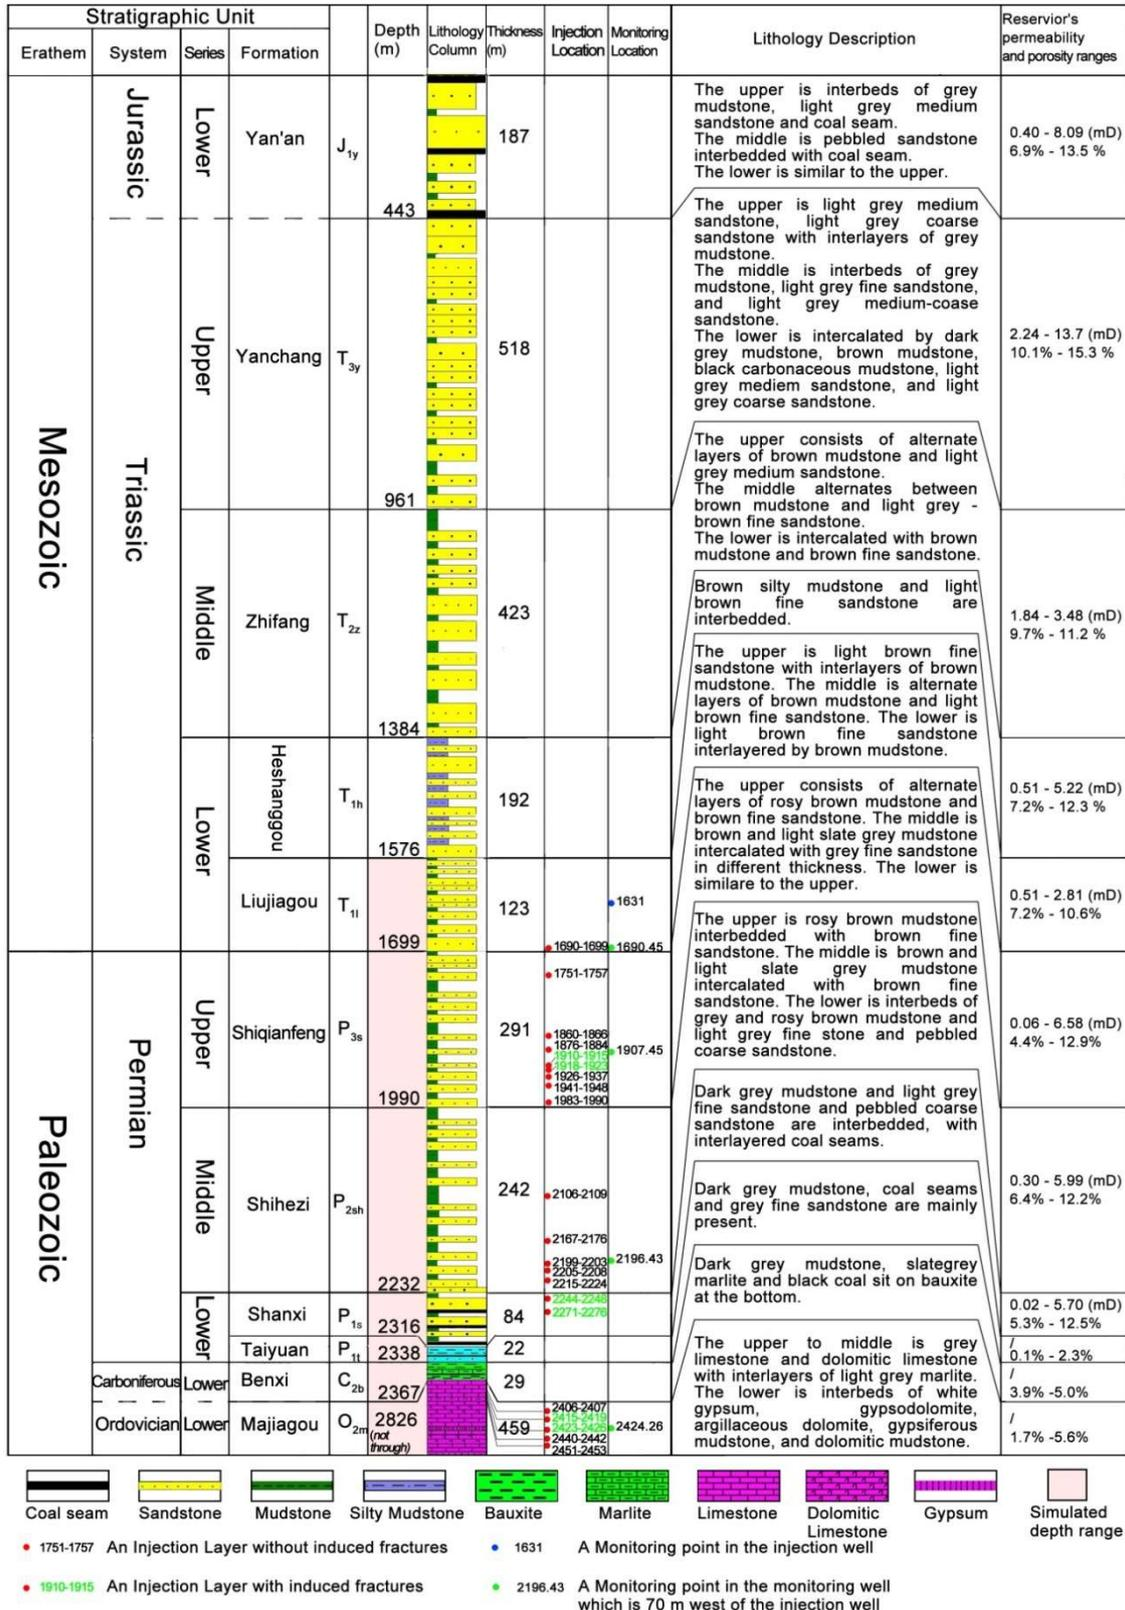 Stratigraphic Unit
Erathem
System
Series
Formation
Depth
(m)
Lithology
Column
Thickness
(m)
Injection
Location
Monitoring
Location
Lithology Description
Reservior's
permeability
and porosity ranges
Mesozoic
Jurassic
Lower
Yan'an
J1y
443
187
The upper is interbeds of grey
mudstone, light grey medium
sandstone and coal seam.
The middle is pebbled sandstone
interbedded with coal seam.
The lower is similar to the upper.
0.40 - 8.09 (mD)
6.9% - 13.5 %
Triassic
Upper
Yanchang
T3y
961
518
The upper is light grey medium
sandstone, light grey coarse
sandstone with interlayers of grey
mudstone.
The middle is interbeds of grey
mudstone, light grey fine sandstone,
and light grey medium-coase
sandstone.
The lower is intercalated by dark
grey mudstone, brown mudstone,
black carbonaceous mudstone, light
grey mediem sandstone, and light
grey coarse sandstone.
2.24 - 13.7 (mD)
10.1% - 15.3 %
Middle
Zhifang
T2z
1384
423
The upper consists of alternate
layers of brown mudstone and light
grey medium sandstone.
The middle alternates between
brown mudstone and light grey -
brown fine sandstone.
The lower is intercalated with brown
mudstone and brown fine sandstone.
1.84 - 3.48 (mD)
9.7% - 11.2 %
Lower
Heshanggou
T1h
1576
192
Brown silty mudstone and light
brown fine sandstone are
interbedded.
0.51 - 5.22 (mD)
7.2% - 12.3 %
Liujiagou
T1l
1699
123
1690-1699
1631
1690.45
The upper is light brown fine
sandstone with interlayers of brown
mudstone. The middle is alternate
layers of brown mudstone and light
brown fine sandstone. The lower is
light brown fine sandstone
interlayered by brown mudstone.
0.51 - 2.81 (mD)
7.2% - 10.6%
Paleozoic
Permian
Upper
Shiqianfeng
P3s
1990
291
1751-1757
1860-1866
1876-1884
1910-1915
1918-1923
1926-1937
1941-1948
1983-1990
1907.45
The upper consists of alternate
layers of rosy brown mudstone and
brown fine sandstone. The middle is
brown and light slate grey mudstone
intercalated with grey fine sandstone
in different thickness. The lower is
similare to the upper.
0.06 - 6.58 (mD)
4.4% - 12.9%
Middle
Shihezi
P2sh
2232
242
2106-2109
2167-2176
2199-2203
2205-2208
2215-2224
2196.43
The upper is rosy brown mudstone
interbedded with brown fine
sandstone. The middle is brown and
light slate grey mudstone
intercalated with brown fine
sandstone. The lower is interbeds of
grey and rosy brown mudstone and
light grey fine stone and pebbled
coarse sandstone.
0.30 - 5.99 (mD)
6.4% - 12.2%
Lower
Shanxi
P1s
2316
84
2271-2276
Dark grey mudstone and light grey
fine sandstone and pebbled coarse
sandstone are interbedded, with
interlayered coal seams.
0.02 - 5.70 (mD)
5.3% - 12.5%
Taiyuan
P1t
2338
22
Dark grey mudstone, coal seams
and grey fine sandstone are mainly
present.
/
0.1% - 2.3%
Carboniferous
Lower
Benxi
C2b
2367
29
Dark grey mudstone, slategrey
marlite and black coal sit on bauxite
at the bottom.
/
3.9% -5.0%
Ordovician
Lower
Majiagou
O2m
2826
(not
through)
459
2406-2407
2415-2419
2440-2442
2451-2453
2424.26
The upper to middle is grey
limestone and dolomitic limestone
with interlayers of light grey marlite.
The lower is interbeds of white
gypsum, gypsodolomite,
argillaceous dolomite, gypsiferous
mudstone, and dolomitic mudstone.
/
1.7% -5.6%
Coal seam
Sandstone
Mudstone
Silty Mudstone
Bauxite
Marlite
Limestone
Dolomitic
Limestone
Gypsum
Simulated
depth range
1751-1757 An Injection Layer without induced fractures
1631 A Monitoring point in the injection well
1910-1915 An Injection Layer with induced fractures
2196.43 A Monitoring point in the monitoring well
which is 70 m west of the injection well